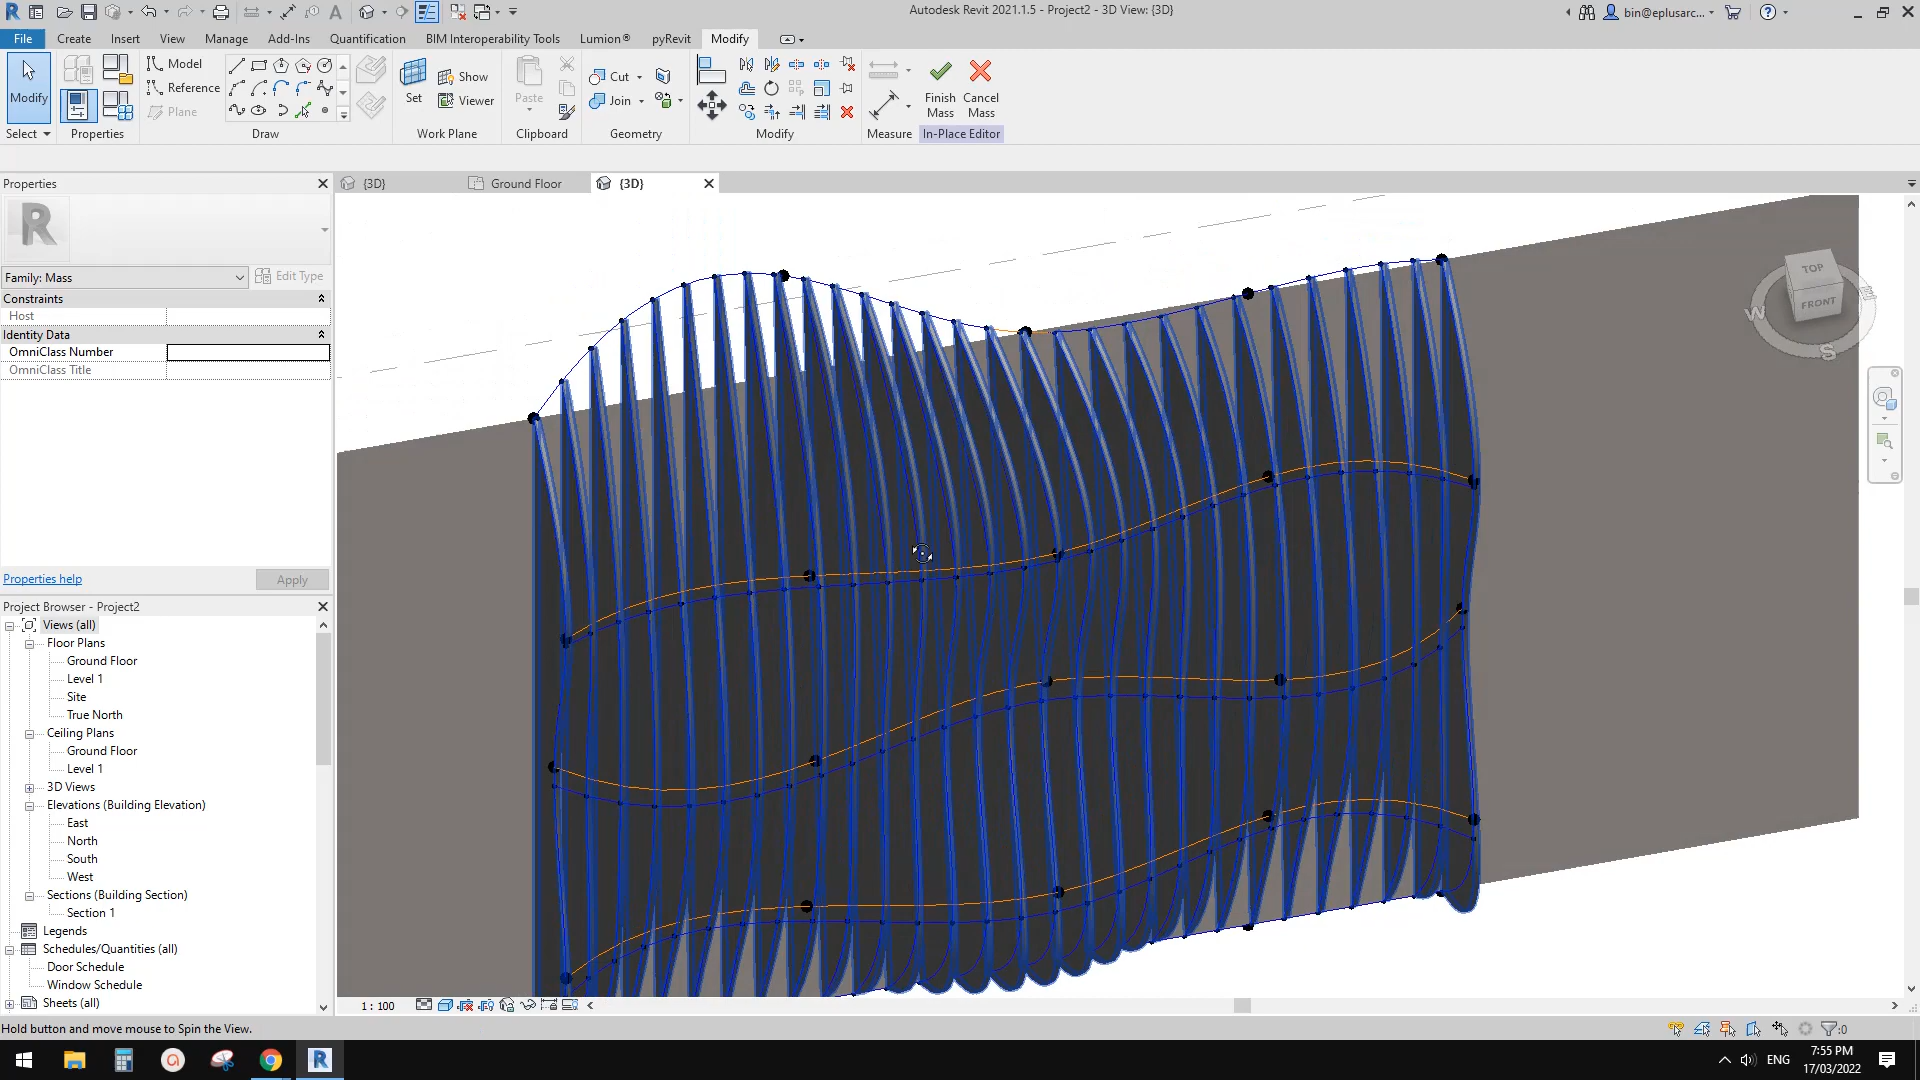 Autodesk Revit 2021.1.5 - Project2 - 3D View: {3D}
bin@eplusarc...
File Create Insert View Manage Add-Ins Quantification BIM Interoperability Tools Lumion® pyRevit Modify
Modify
Select
Properties
Model
Reference
Plane
Draw
Set
Show
Viewer
Work Plane
Paste
Clipboard
Cut
Join
Geometry
Modify
Measure
Finish Mass
Cancel Mass
In-Place Editor
Properties
{3D}
Ground Floor
{3D}
R
Family: Mass
Edit Type
Constraints
Host
Identity Data
OmniClass Number
OmniClass Title
Properties help
Apply
Project Browser - Project2
Views (all)
Floor Plans
Ground Floor
Level 1
Site
True North
Ceiling Plans
Ground Floor
Level 1
3D Views
Elevations (Building Elevation)
East
North
South
West
Sections (Building Section)
Section 1
Legends
Schedules/Quantities (all)
Door Schedule
Window Schedule
Sheets (all)
TOP
FRONT
W
S
E
1 : 100
Hold button and move mouse to Spin the View.
:0
ENG
7:55 PM
17/03/2022